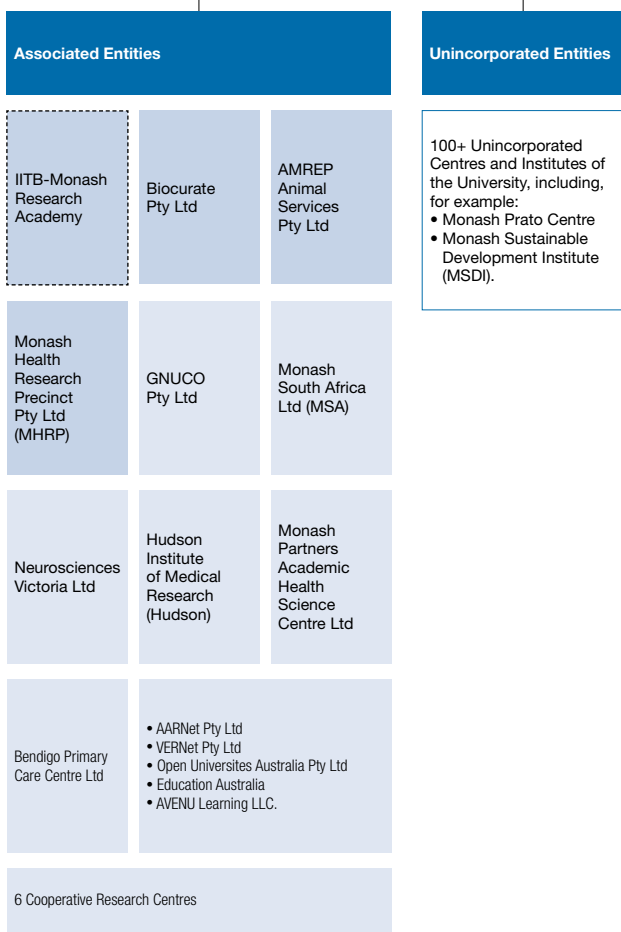 Associated Entities
Unincorporated Entities
IITB-Monash
Research
Academy
Biocurate
Pty Ltd
AMREP
Animal
Services
Pty Ltd
100+ Unincorporated
Centres and Institutes of
the University, including,
for example:
• Monash Prato Centre
• Monash Sustainable
Development Institute
(MSDI).
Monash
Health
Research
Precinct
Pty Ltd
(MHRP)
GNUCO
Pty Ltd
Monash
South Africa
Ltd (MSA)
Neurosciences
Victoria Ltd
Hudson
Institute
of Medical
Research
(Hudson)
Monash
Partners
Academic
Health
Science
Centre Ltd
Bendigo Primary
Care Centre Ltd
• AARNet Pty Ltd
• VERNet Pty Ltd
• Open Universites Australia Pty Ltd
• Education Australia
• AVENU Learning LLC.
6 Cooperative Research Centres